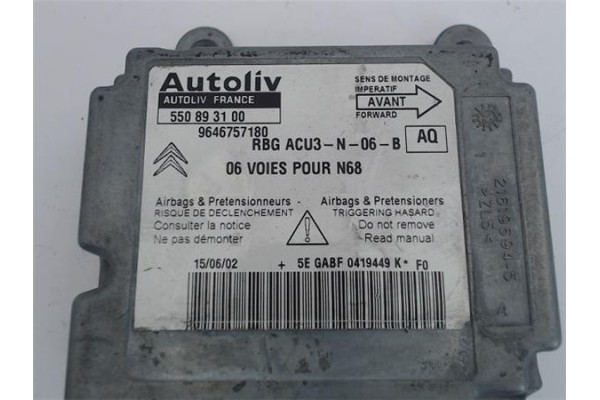 Autoliv
AUTOLIV FRANCE
550 89 31 00
9646757180
SENS DE MONTAGE
IMPERATIF
AVANT
FORWARD
RBG ACU3-N-06-B
AQ
06 VOIES POUR N68
Airbags & Pretensionneurs
RISQUE DE DECLENCHEMENT
Consulter la notice
Ne pas démonter
Airbags & Pretensioners
TRIGGERING HASARD
Do not remove
Read manual
15/06/02 + 5E GABF 0419449 K* F0
2169594-5